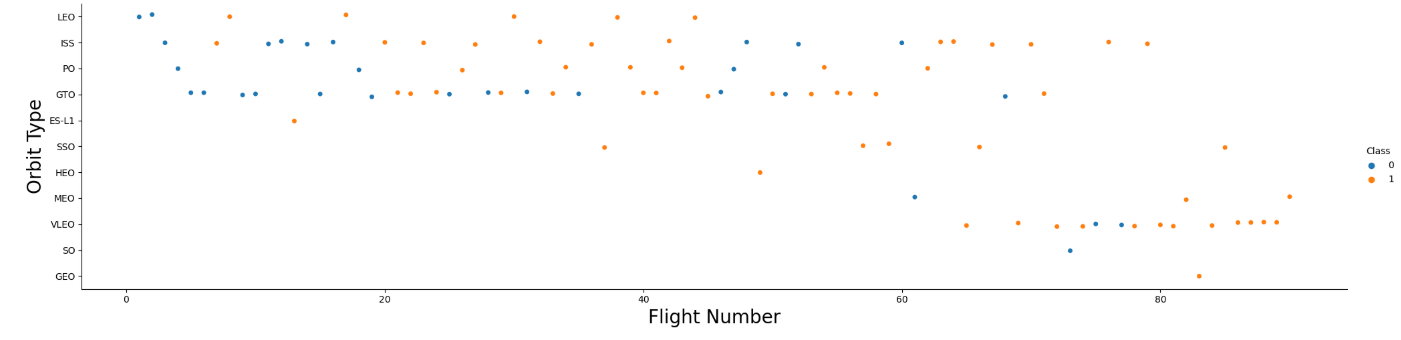 LEO
ISS
PO
GTO
ES-L1
SSO
HEO
MEO
VLEO
SO
GEO
Orbit Type
0
20
40
60
80
Flight Number
Class
0
1